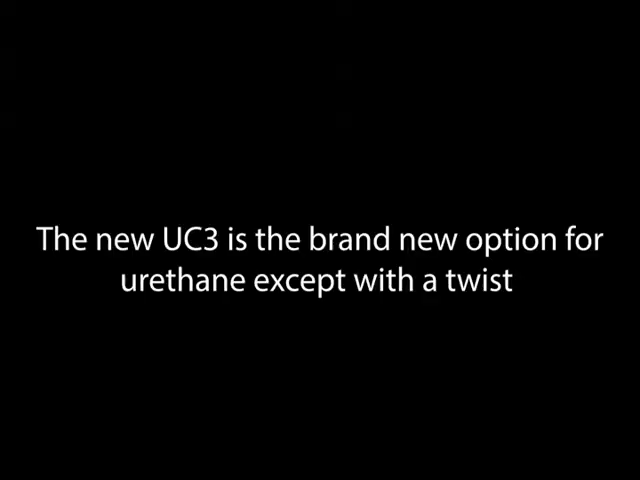 The new UC3 is the brand new option for
urethane except with a twist